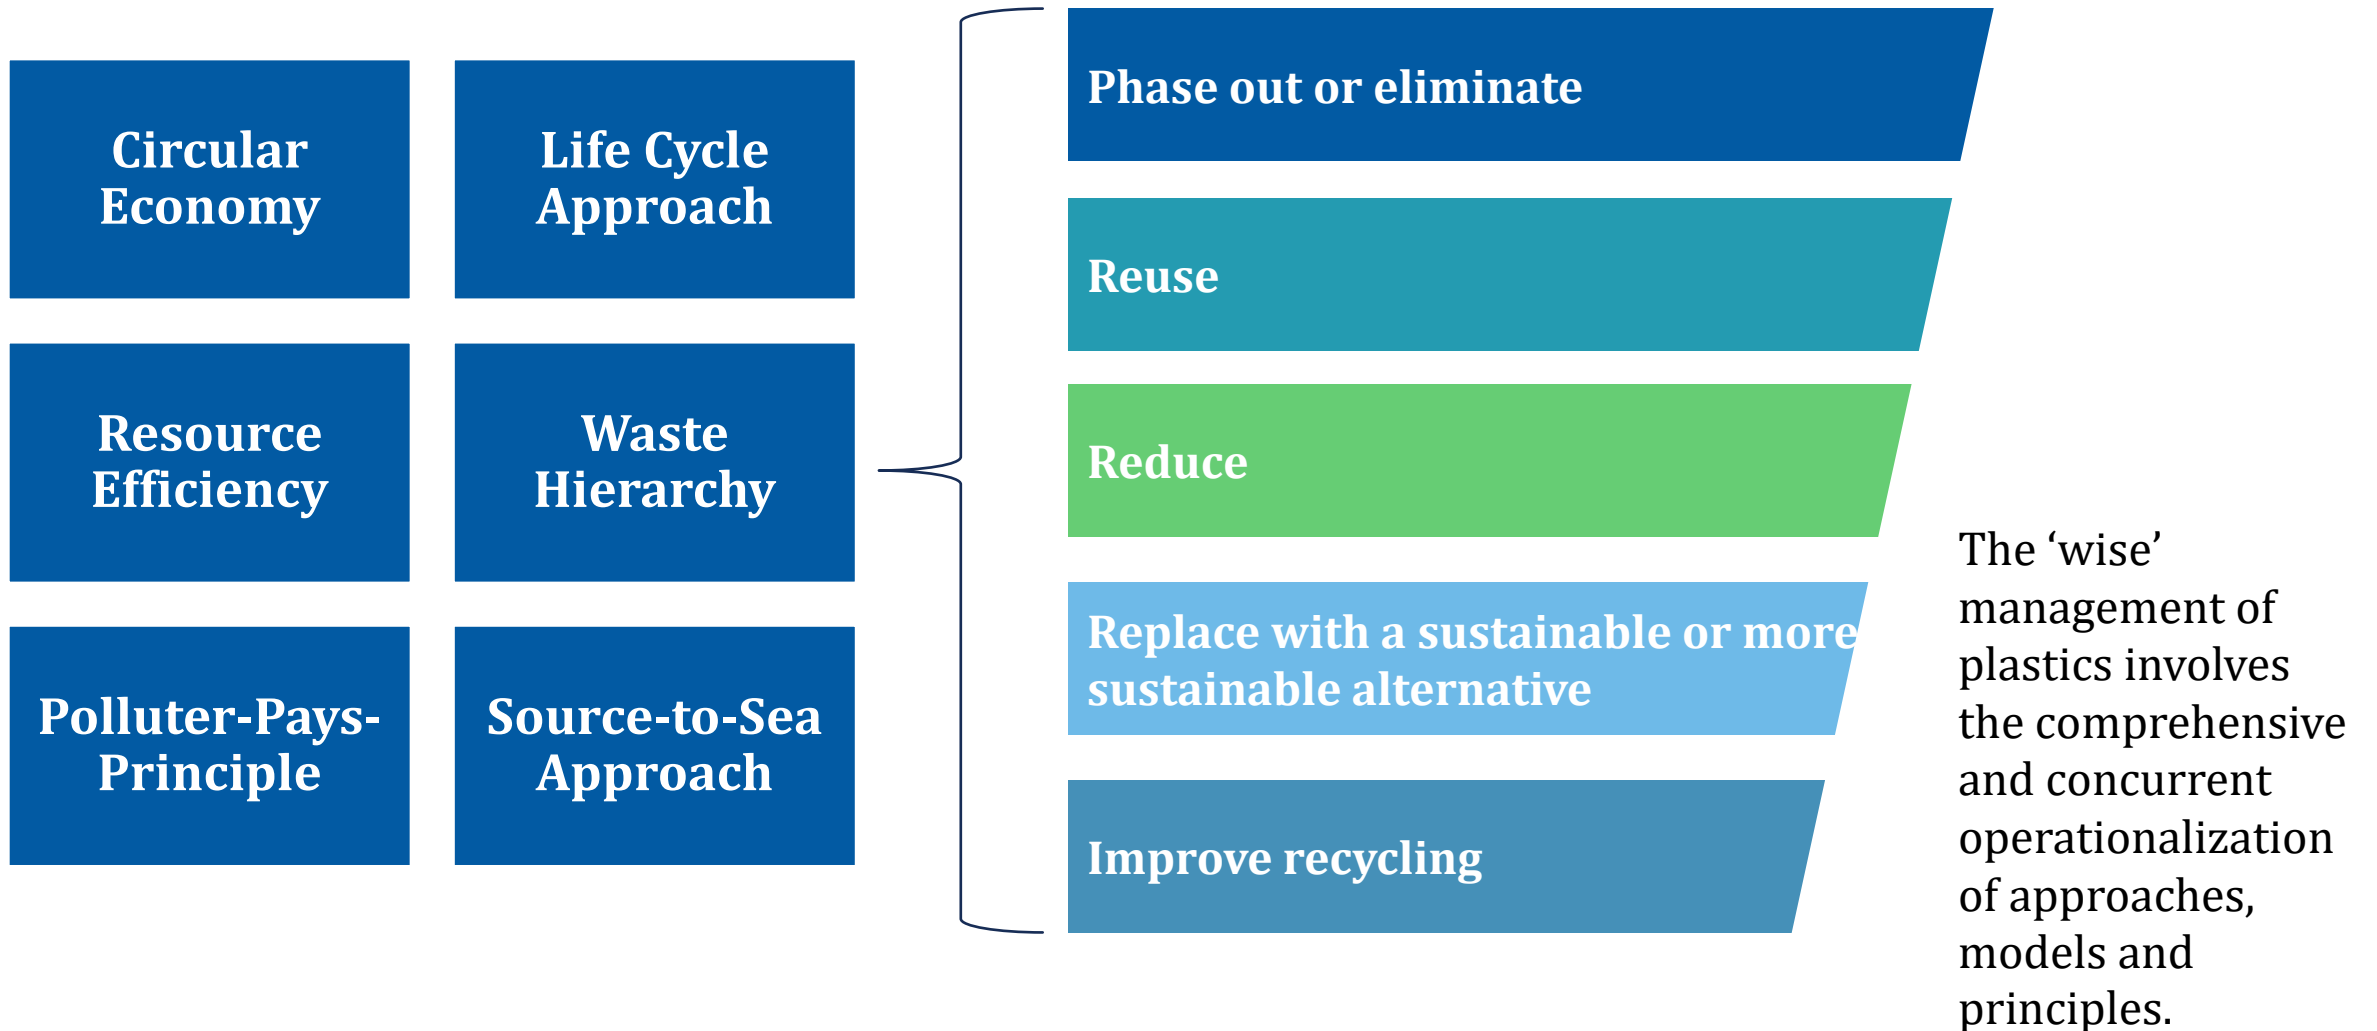 Circular
Economy
Life Cycle
Approach
Resource
Efficiency
Waste
Hierarchy
Polluter-Pays-
Principle
Source-to-Sea
Approach
Phase out or eliminate
Reuse
Reduce
Replace with a sustainable or more
sustainable alternative
Improve recycling
The ‘wise’
management of
plastics involves
the comprehensive
and concurrent
operationalization
of approaches,
models and
principles.